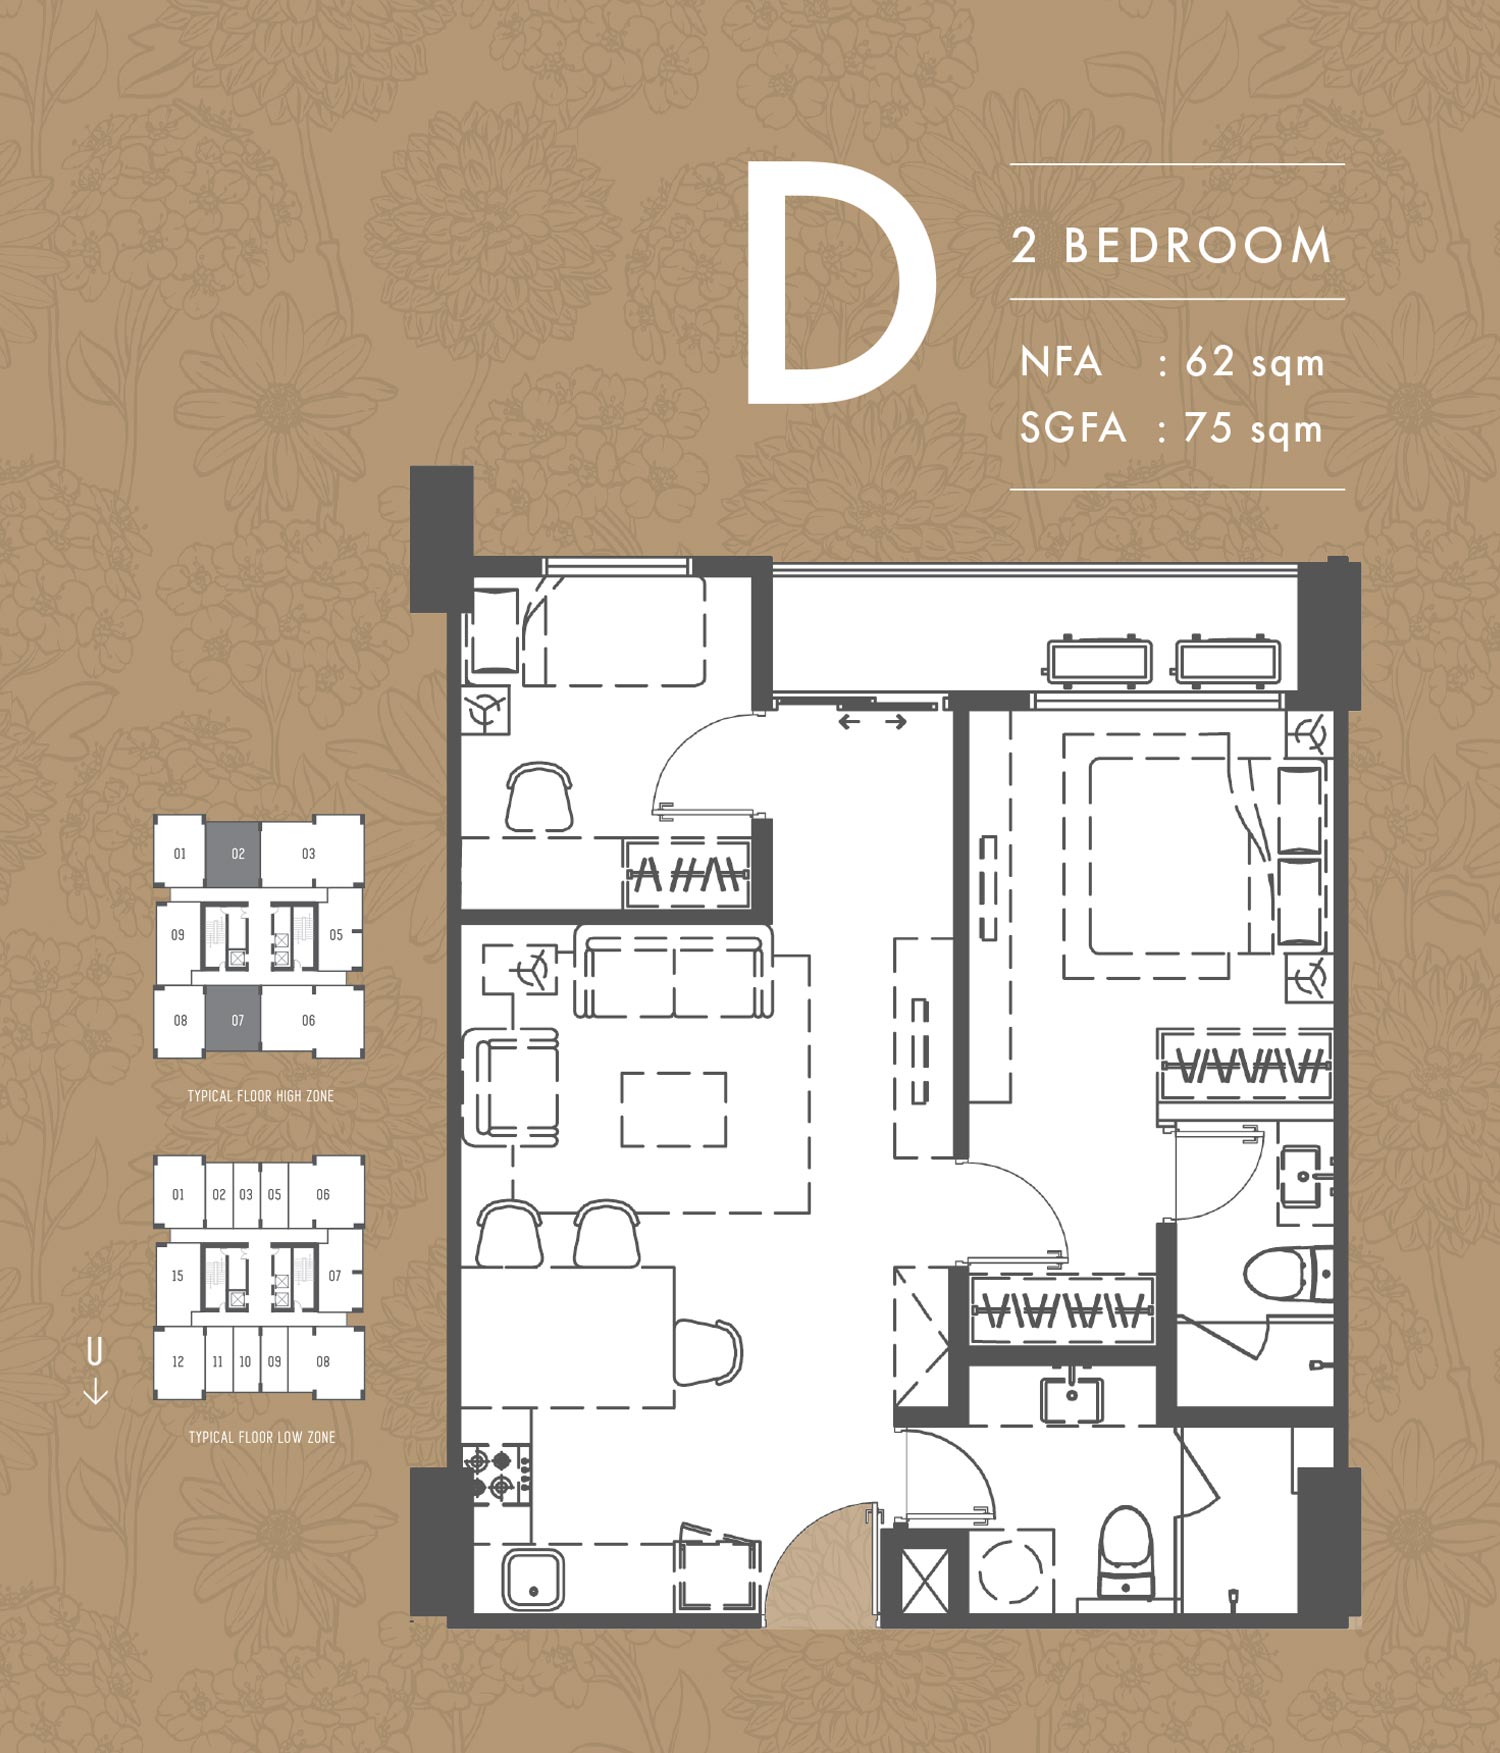 D
2 BEDROOM
NFA : 62 sqm
SGFA : 75 sqm
01 02 03
09 05
08 07 06
TYPICAL FLOOR HIGH ZONE
01 02 03 05 06
15 07
12 11 10 09 08
TYPICAL FLOOR LOW ZONE
U